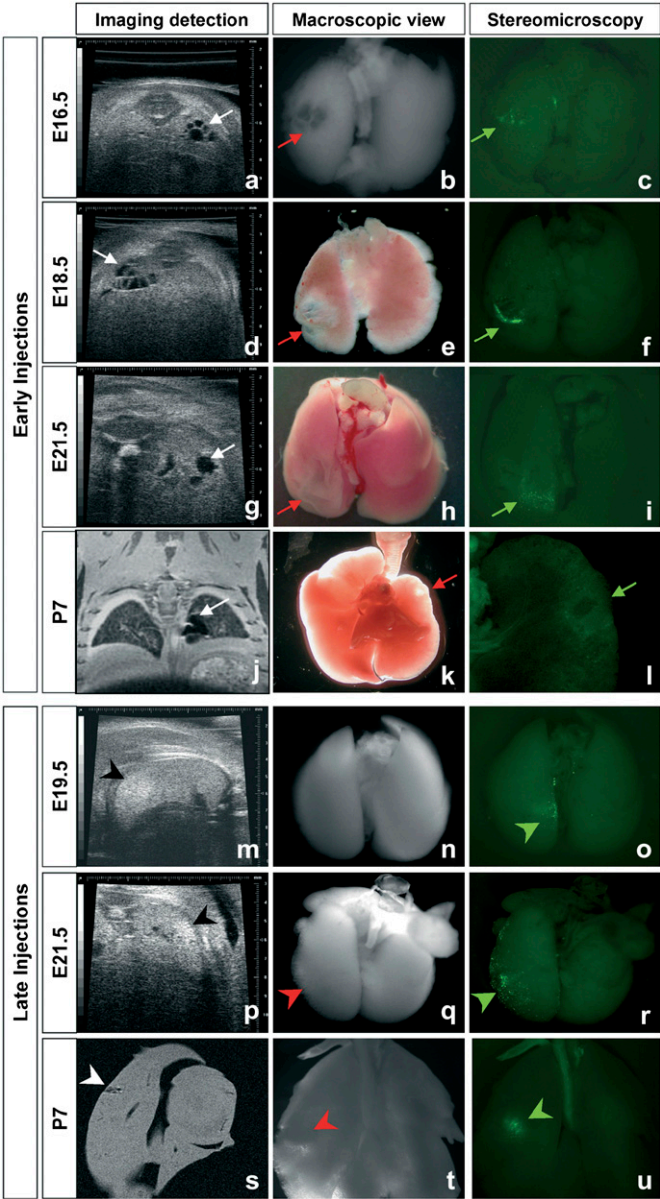 Imaging detection Macroscopic view Stereomicroscopy
Early Injections
E16.5
a b c
E18.5
d e f
E21.5
g h i
P7
j k l
Late Injections
E19.5
m n o
E21.5
p q r
P7
s t u